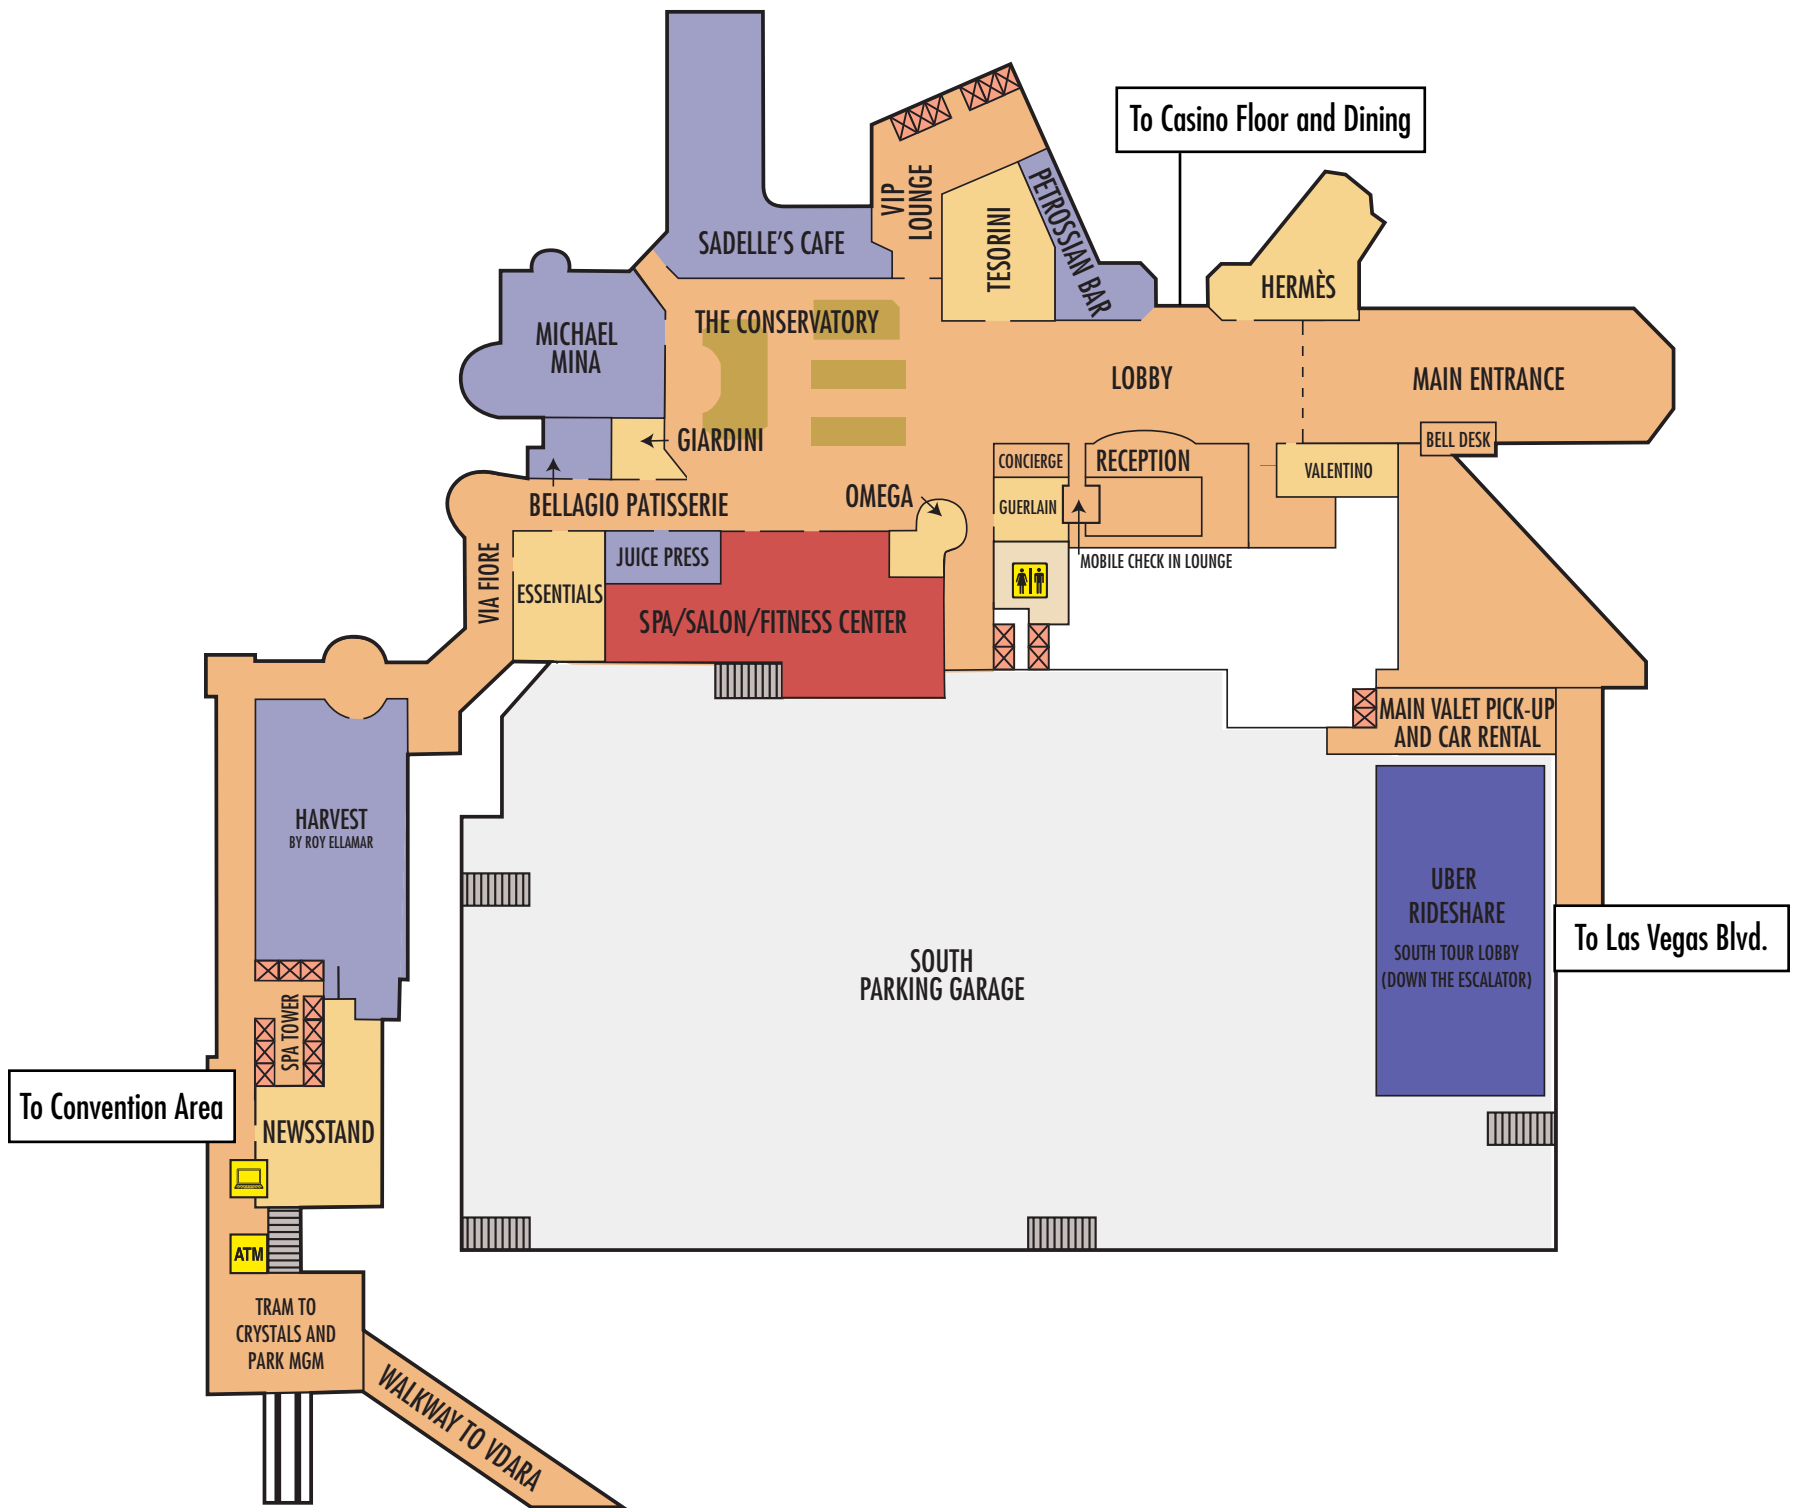 To Casino Floor and Dining
VIP
LOUNGE
PETROSSIAN BAR
TESORINI
SADELLE'S CAFE
HERMÈS
THE CONSERVATORY
MICHAEL
MINA
LOBBY
MAIN ENTRANCE
GIARDINI
BELL DESK
CONCIERGE
RECEPTION
VALENTINO
BELLAGIO PATISSERIE
OMEGA
GUERLAIN
MOBILE CHECK IN LOUNGE
VIA FIORE
ESSENTIALS
JUICE PRESS
SPA/SALON/FITNESS CENTER
MAIN VALET PICK-UP
AND CAR RENTAL
HARVEST
BY ROY ELLAMAR
UBER
RIDESHARE
SOUTH TOUR LOBBY
(DOWN THE ESCALATOR)
To Las Vegas Blvd.
SOUTH
PARKING GARAGE
SPA TOWER
To Convention Area
NEWSSTAND
ATM
TRAM TO
CRYSTALS AND
PARK MGM
WALKWAY TO VDARA